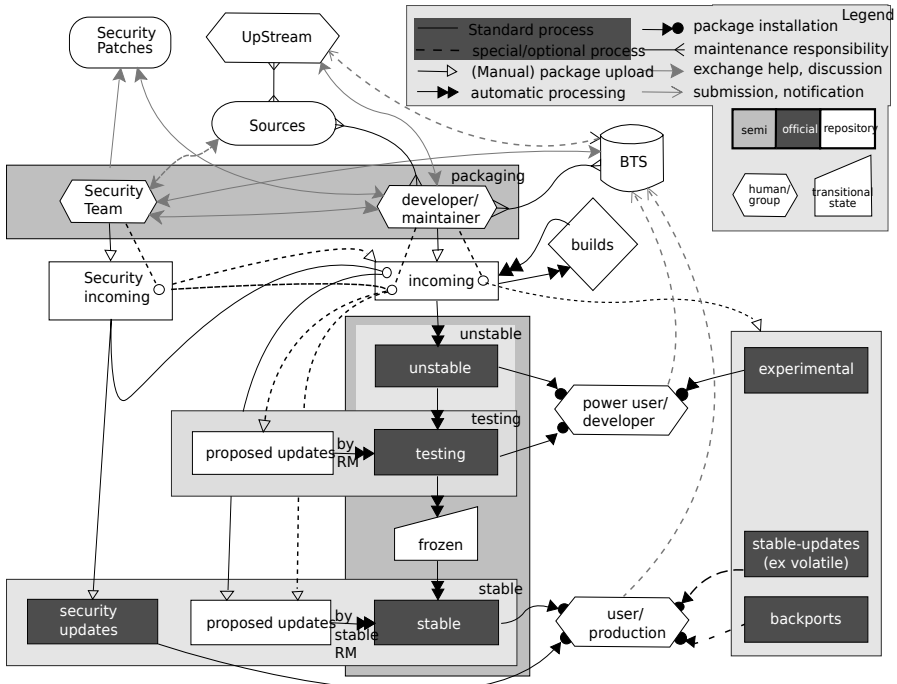 Security
Patches
UpStream
Sources
Legend
Standard process
special/optional process
(Manual) package upload
automatic processing
package installation
maintenance responsibility
exchange help, discussion
submission, notification
semi
official
repository
human/
group
transitional
state
BTS
packaging
Security
Team
developer/
maintainer
builds
Security
incoming
incoming
unstable
unstable
experimental
power user/
developer
testing
proposed updates
by
RM
testing
frozen
stable-updates
(ex volatile)
stable
security
updates
proposed updates
by
stable
RM
stable
user/
production
backports